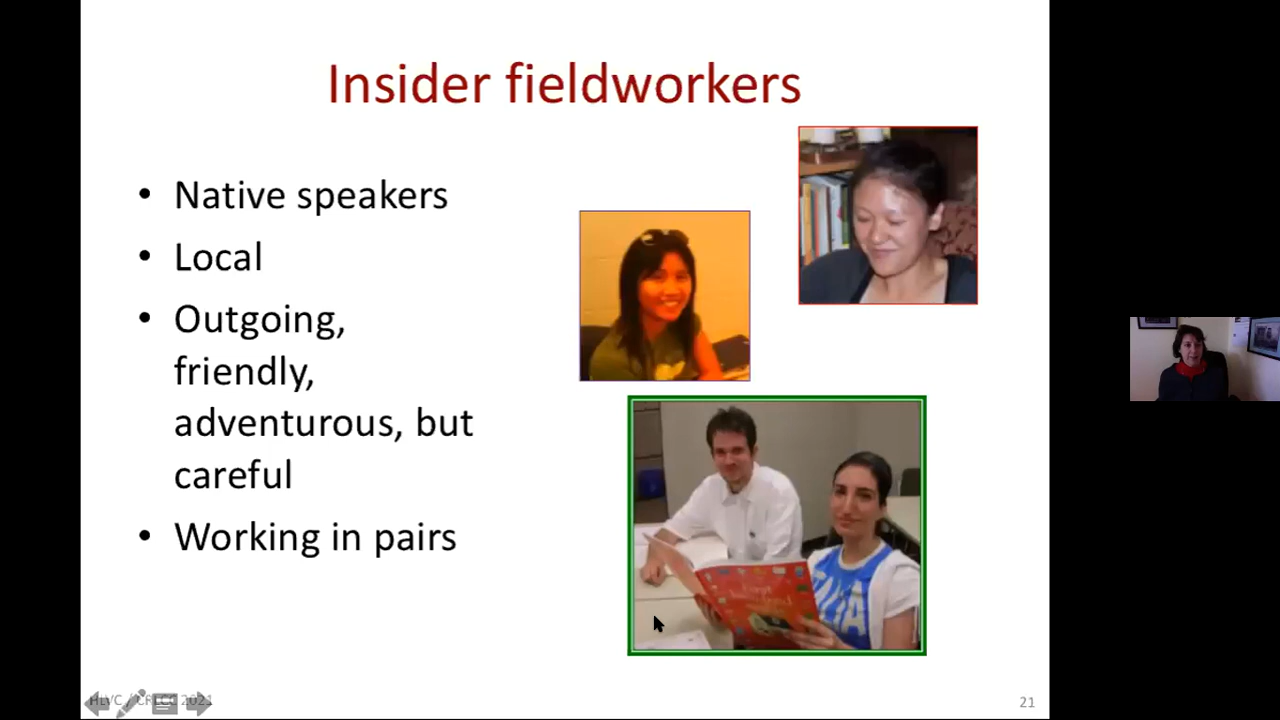 Insider fieldworkers
• Native speakers
• Local
• Outgoing,
friendly,
adventurous, but
careful
• Working in pairs
21